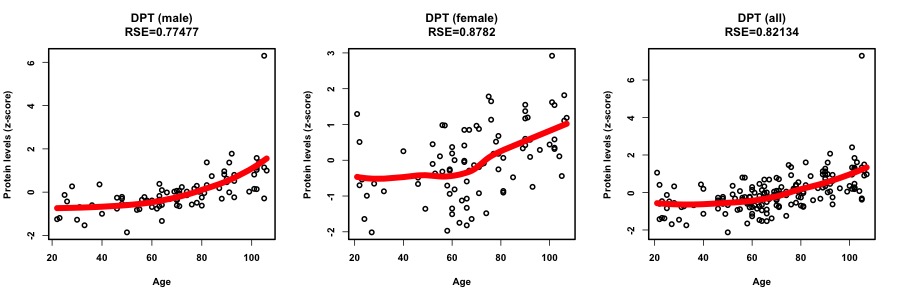 DPT (male)
RSE=0.77477
Protein levels (z-score)
6
4
2
0
-2
20
40
60
80
100
Age
DPT (female)
RSE=0.8782
Protein levels (z-score)
3
2
1
0
-1
-2
20
40
60
80
100
Age
DPT (all)
RSE=0.82134
Protein levels (z-score)
6
4
2
0
-2
20
40
60
80
100
Age